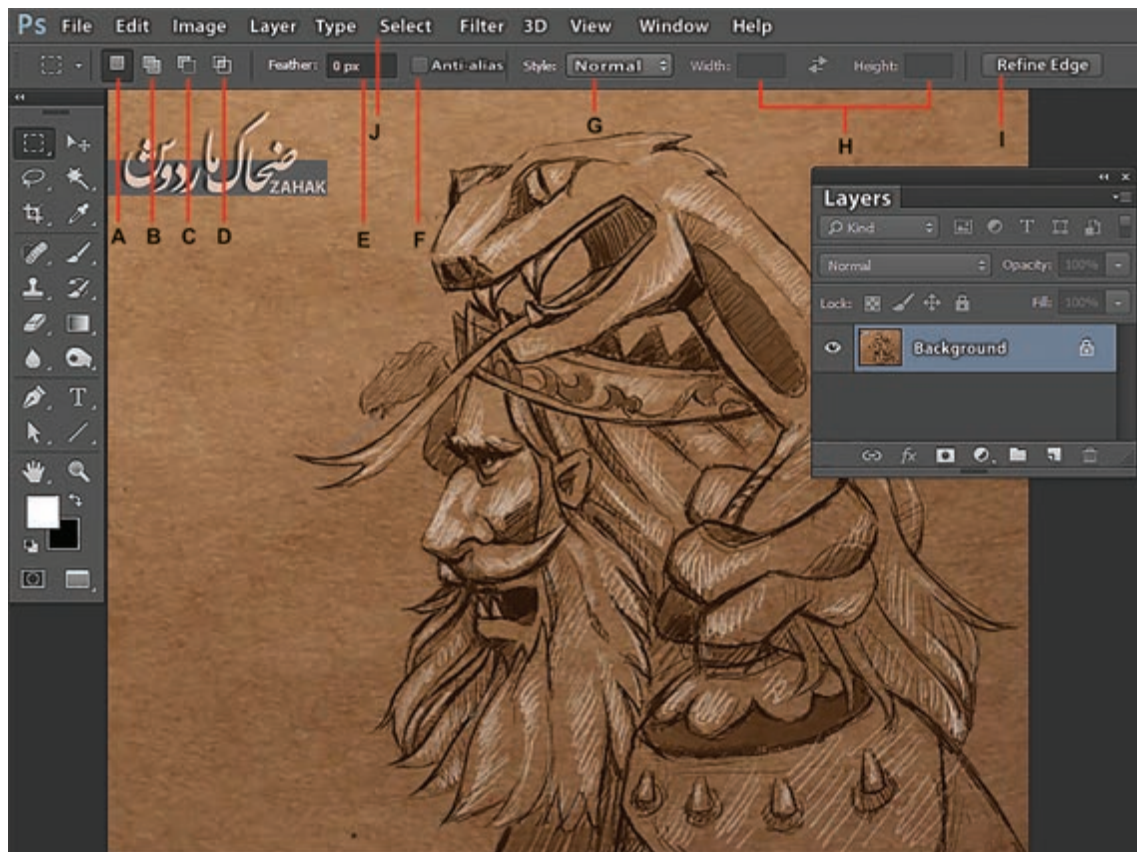 Ps File Edit Image Layer Type Select Filter 3D View Window Help
Feather: 0 px Anti-alias Style: Normal Width: Height: Refine Edge
J G H I
ضحاک ماردوش
ZAHAK
A B C D E F
Layers
Kind
Normal Opacity: 100%
Lock: Fill: 100%
Background
fx